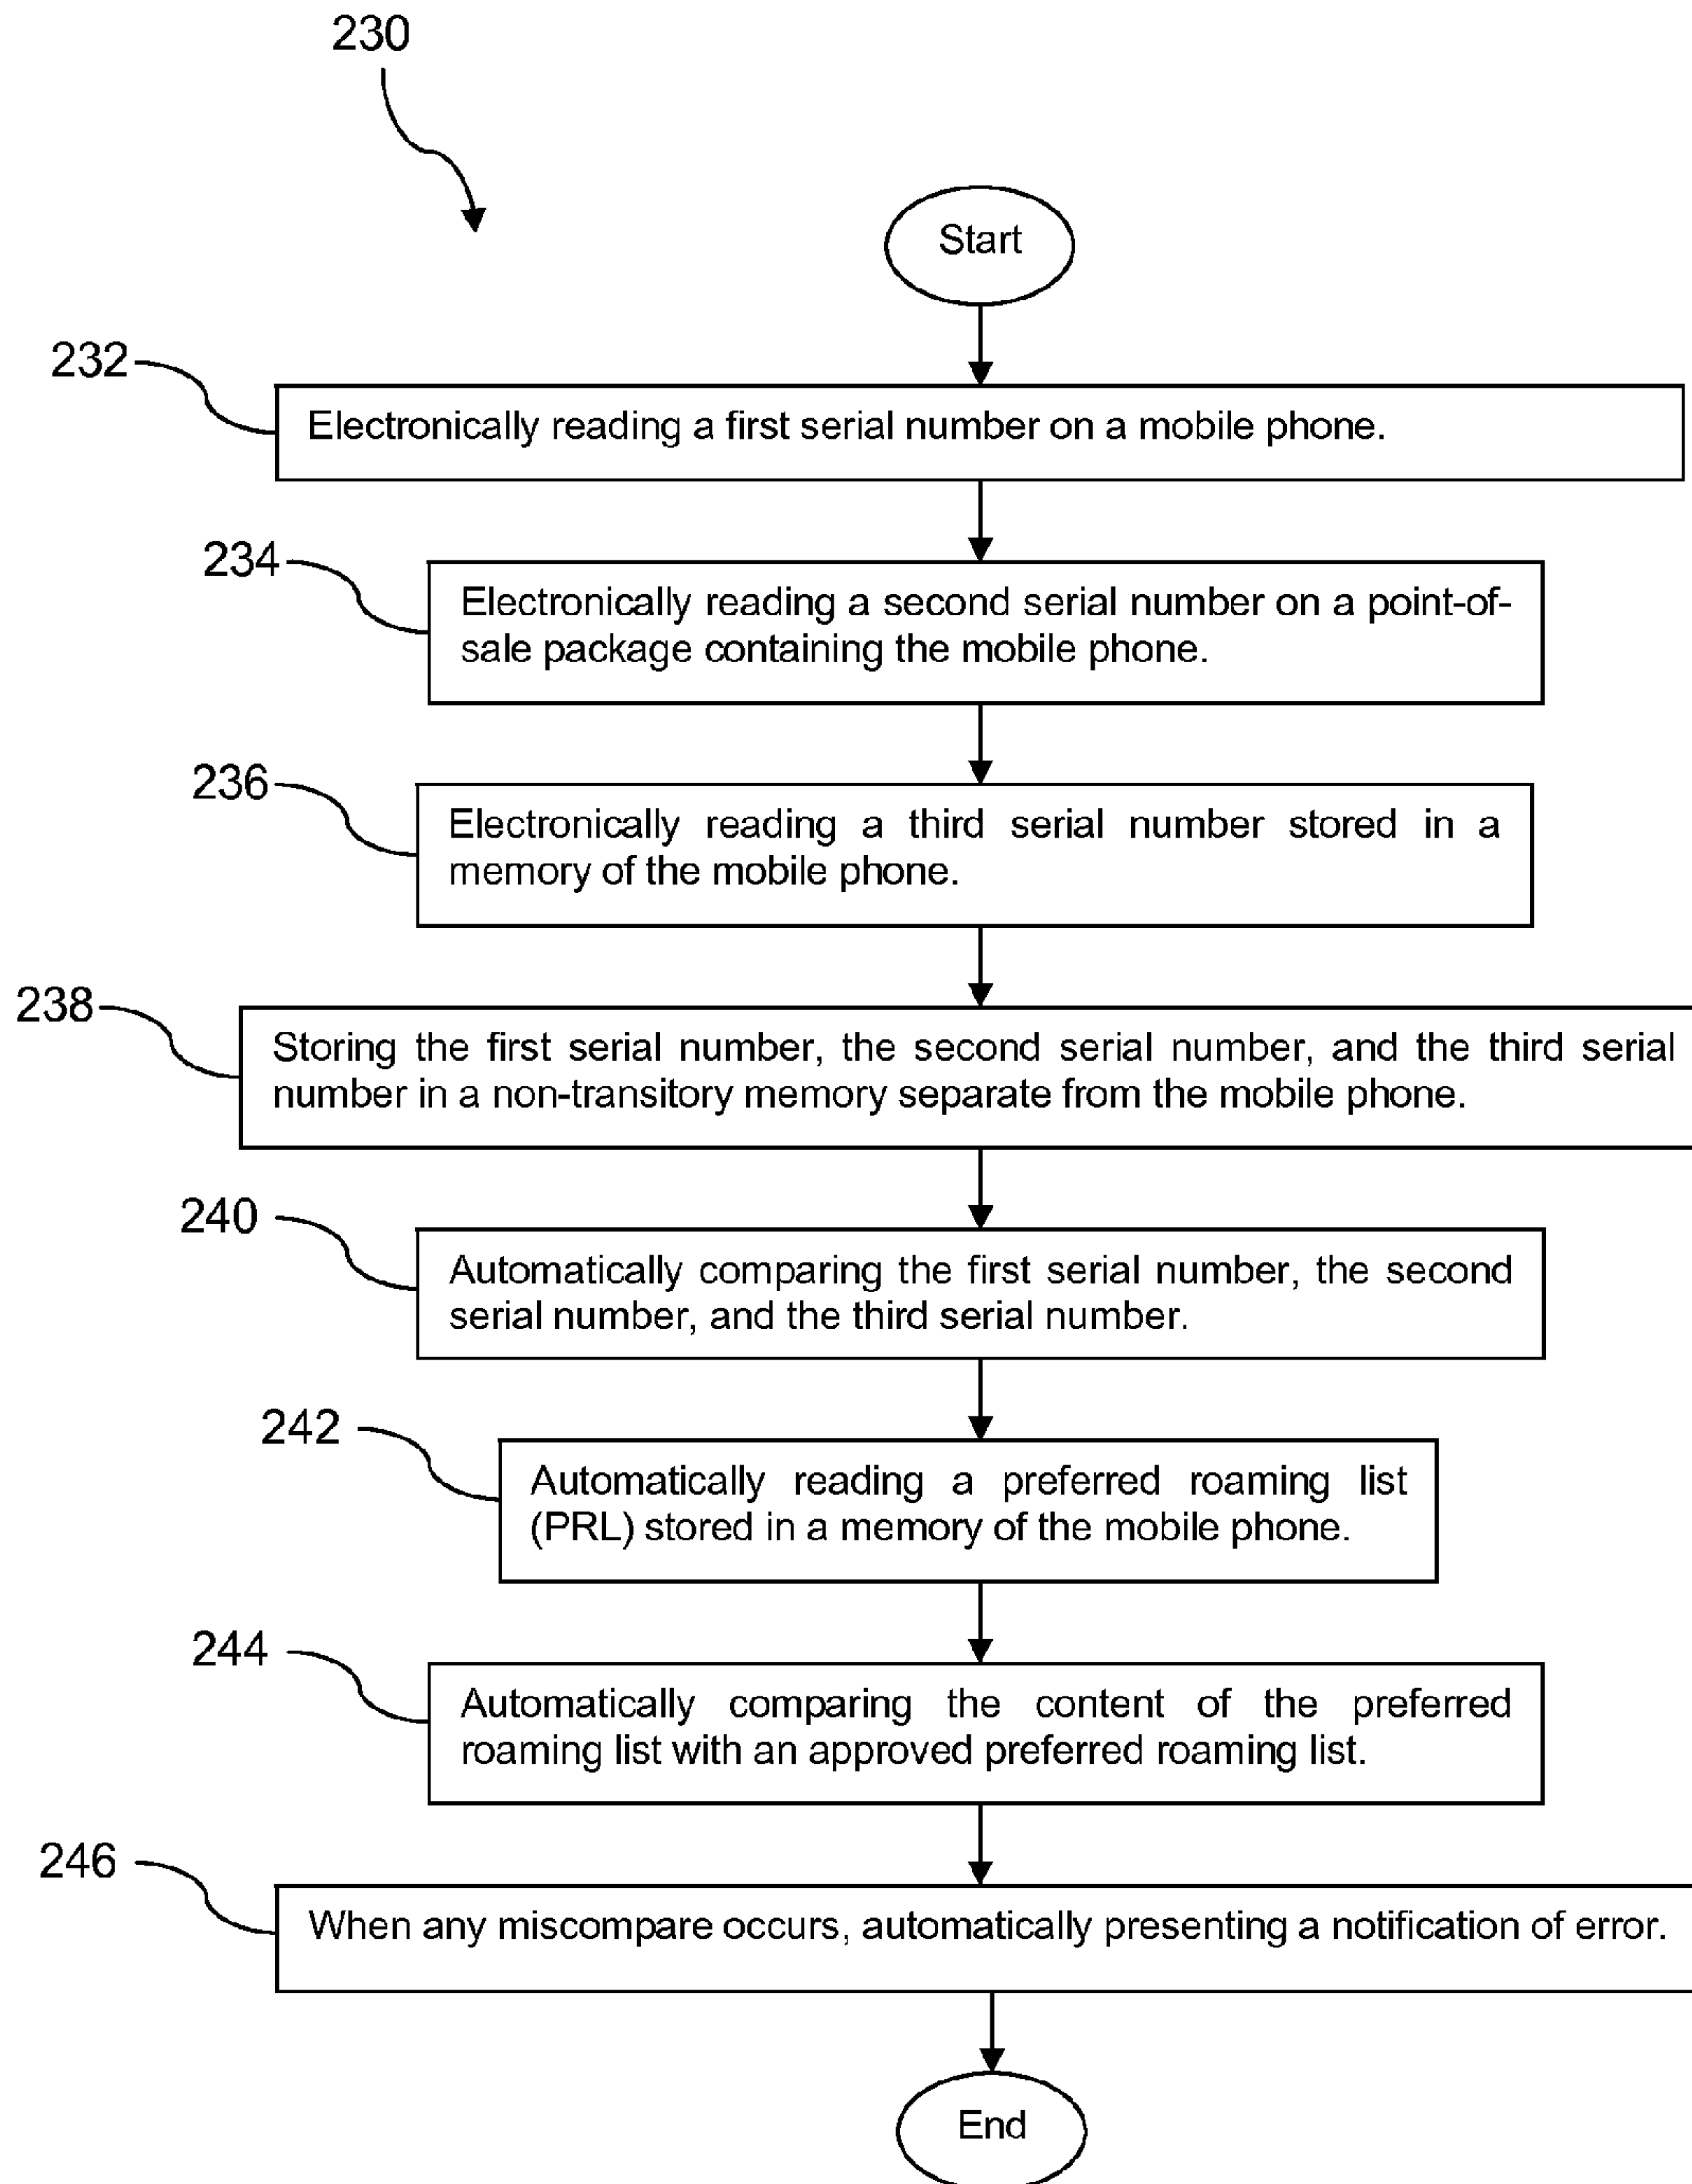 230
Start
232
Electronically reading a first serial number on a mobile phone.
234
Electronically reading a second serial number on a point-of-
sale package containing the mobile phone.
236
Electronically reading a third serial number stored in a
memory of the mobile phone.
238
Storing the first serial number, the second serial number, and the third serial
number in a non-transitory memory separate from the mobile phone.
240
Automatically comparing the first serial number, the second
serial number, and the third serial number.
242
Automatically reading a preferred roaming list
(PRL) stored in a memory of the mobile phone.
244
Automatically comparing the content of the preferred
roaming list with an approved preferred roaming list.
246
When any miscompare occurs, automatically presenting a notification of error.
End